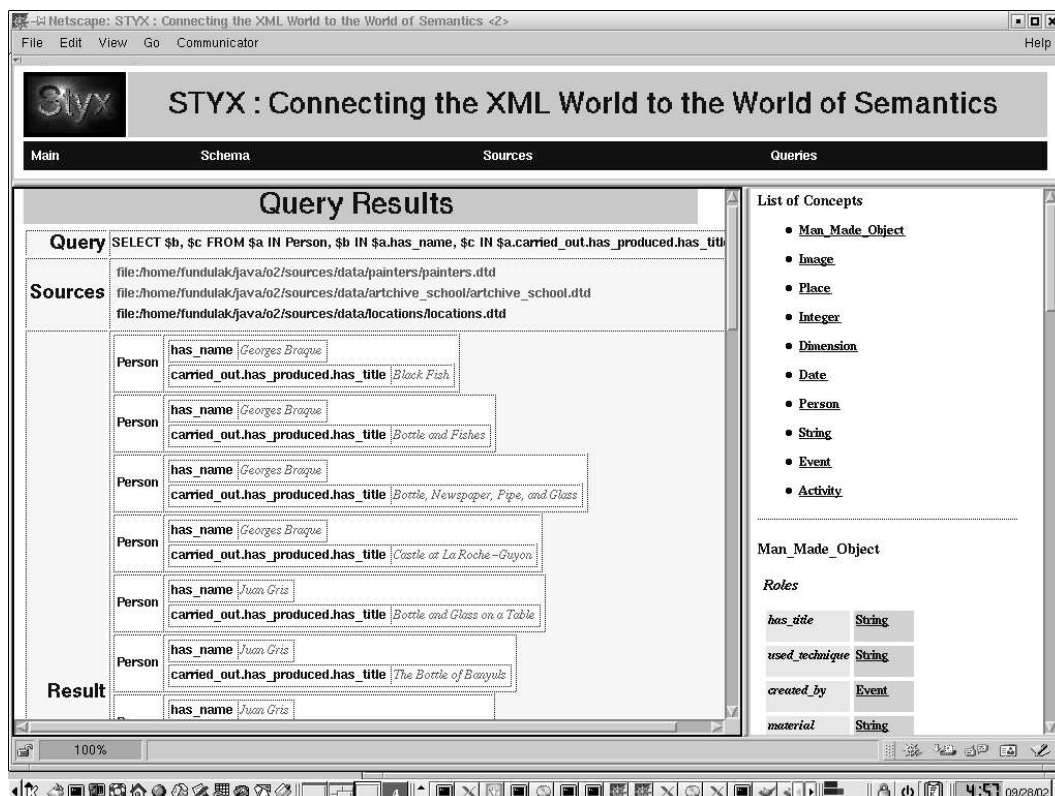 Netscape: STYX : Connecting the XML World to the World of Semantics <2>
File Edit View Go Communicator Help
Styx
STYX : Connecting the XML World to the World of Semantics
Main Schema Sources Queries
Query Results
Query SELECT $b, $c FROM $a IN Person, $b IN $a.has_name, $c IN $a.carried_out.has_produced.has_title
Sources
file:/home/fundulak/java/o2/sources/data/painters/painters.dtd
file:/home/fundulak/java/o2/sources/data/artchive_school/artchive_school.dtd
file:/home/fundulak/java/o2/sources/data/locations/locations.dtd
Result
Person
has_name Georges Braque
carried_out.has_produced.has_title Black Fish
Person
has_name Georges Braque
carried_out.has_produced.has_title Bottle and Fishes
Person
has_name Georges Braque
carried_out.has_produced.has_title Bottle, Newspaper, Pipe, and Glass
Person
has_name Georges Braque
carried_out.has_produced.has_title Castle at La Roche-Guyon
Person
has_name Juan Gris
carried_out.has_produced.has_title Bottle and Glass on a Table
Person
has_name Juan Gris
carried_out.has_produced.has_title The Bottle of Banyuls
has_name Juan Gris
List of Concepts
Man_Made_Object
Image
Place
Integer
Dimension
Date
Person
String
Event
Activity
Man_Made_Object
Roles
has_title String
used_technique String
created_by Event
material String
100%
4:57 09/28/02